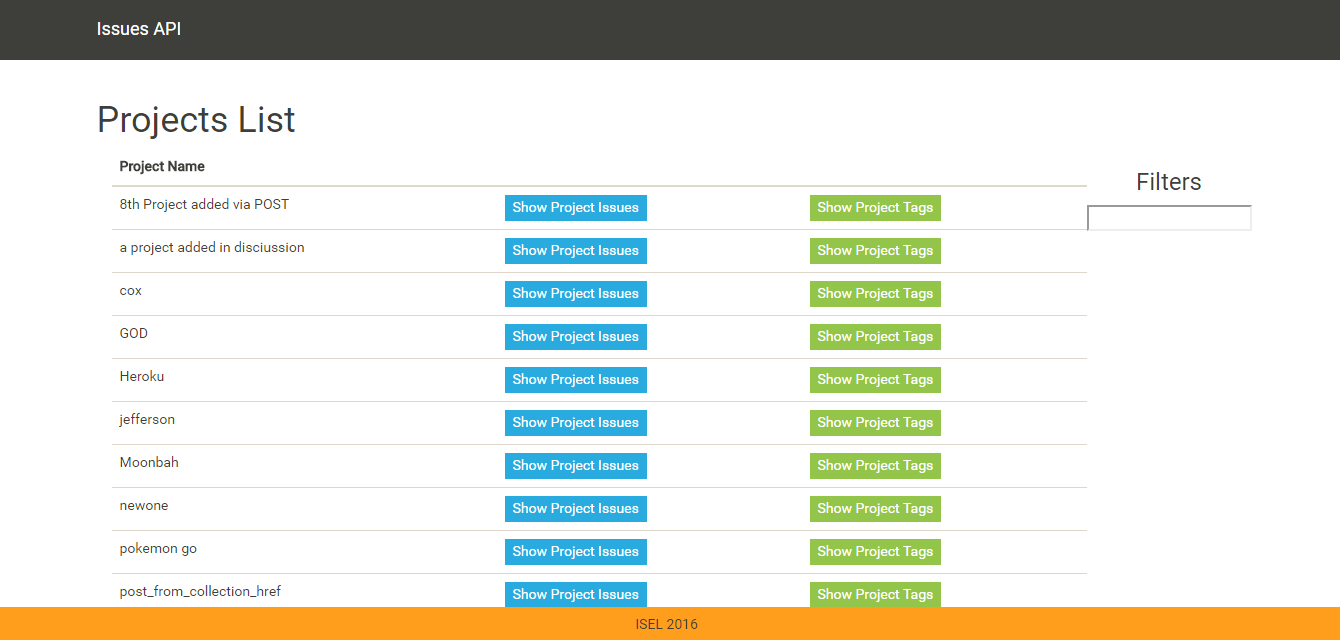 Issues API
Projects List
Project Name
Filters
8th Project added via POST Show Project Issues Show Project Tags
a project added in disciussion Show Project Issues Show Project Tags
cox Show Project Issues Show Project Tags
GOD Show Project Issues Show Project Tags
Heroku Show Project Issues Show Project Tags
jefferson Show Project Issues Show Project Tags
Moonbah Show Project Issues Show Project Tags
newone Show Project Issues Show Project Tags
pokemon go Show Project Issues Show Project Tags
post_from_collection_href Show Project Issues Show Project Tags
ISEL 2016